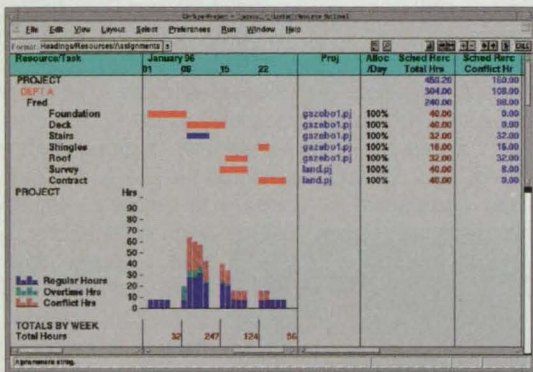 File Edit View Layout Select Preferences Run Window Help
Format: Headings/Resources/Assignments
Resource/Task January 96 Proj Alloc /Day Sched Herc Total Hrs Sched Herc Conflict Hr
01 08 15 22
PROJECT 450.20 160.00
DEPT A 304.00 108.00
Fred 240.00 88.00
Foundation gazebo1.pj 100% 40.00 0.00
Deck gazebo1.pj 100% 40.00
Stairs gazebo1.pj 100% 32.00 32.00
Shingles gazebo1.pj 100% 16.00
Roof gazebo1.pj 100% 32.00 32.00
Survey land.pj 100% 40.00 8.00
Contract land.pj 100% 40.00 0.00
PROJECT Hrs
90
80
70
60
50
40
30
20
10
0
Regular Hours
Overtime Hrs
Conflict Hrs
TOTALS BY WEEK
Total Hours 32 247 124 56